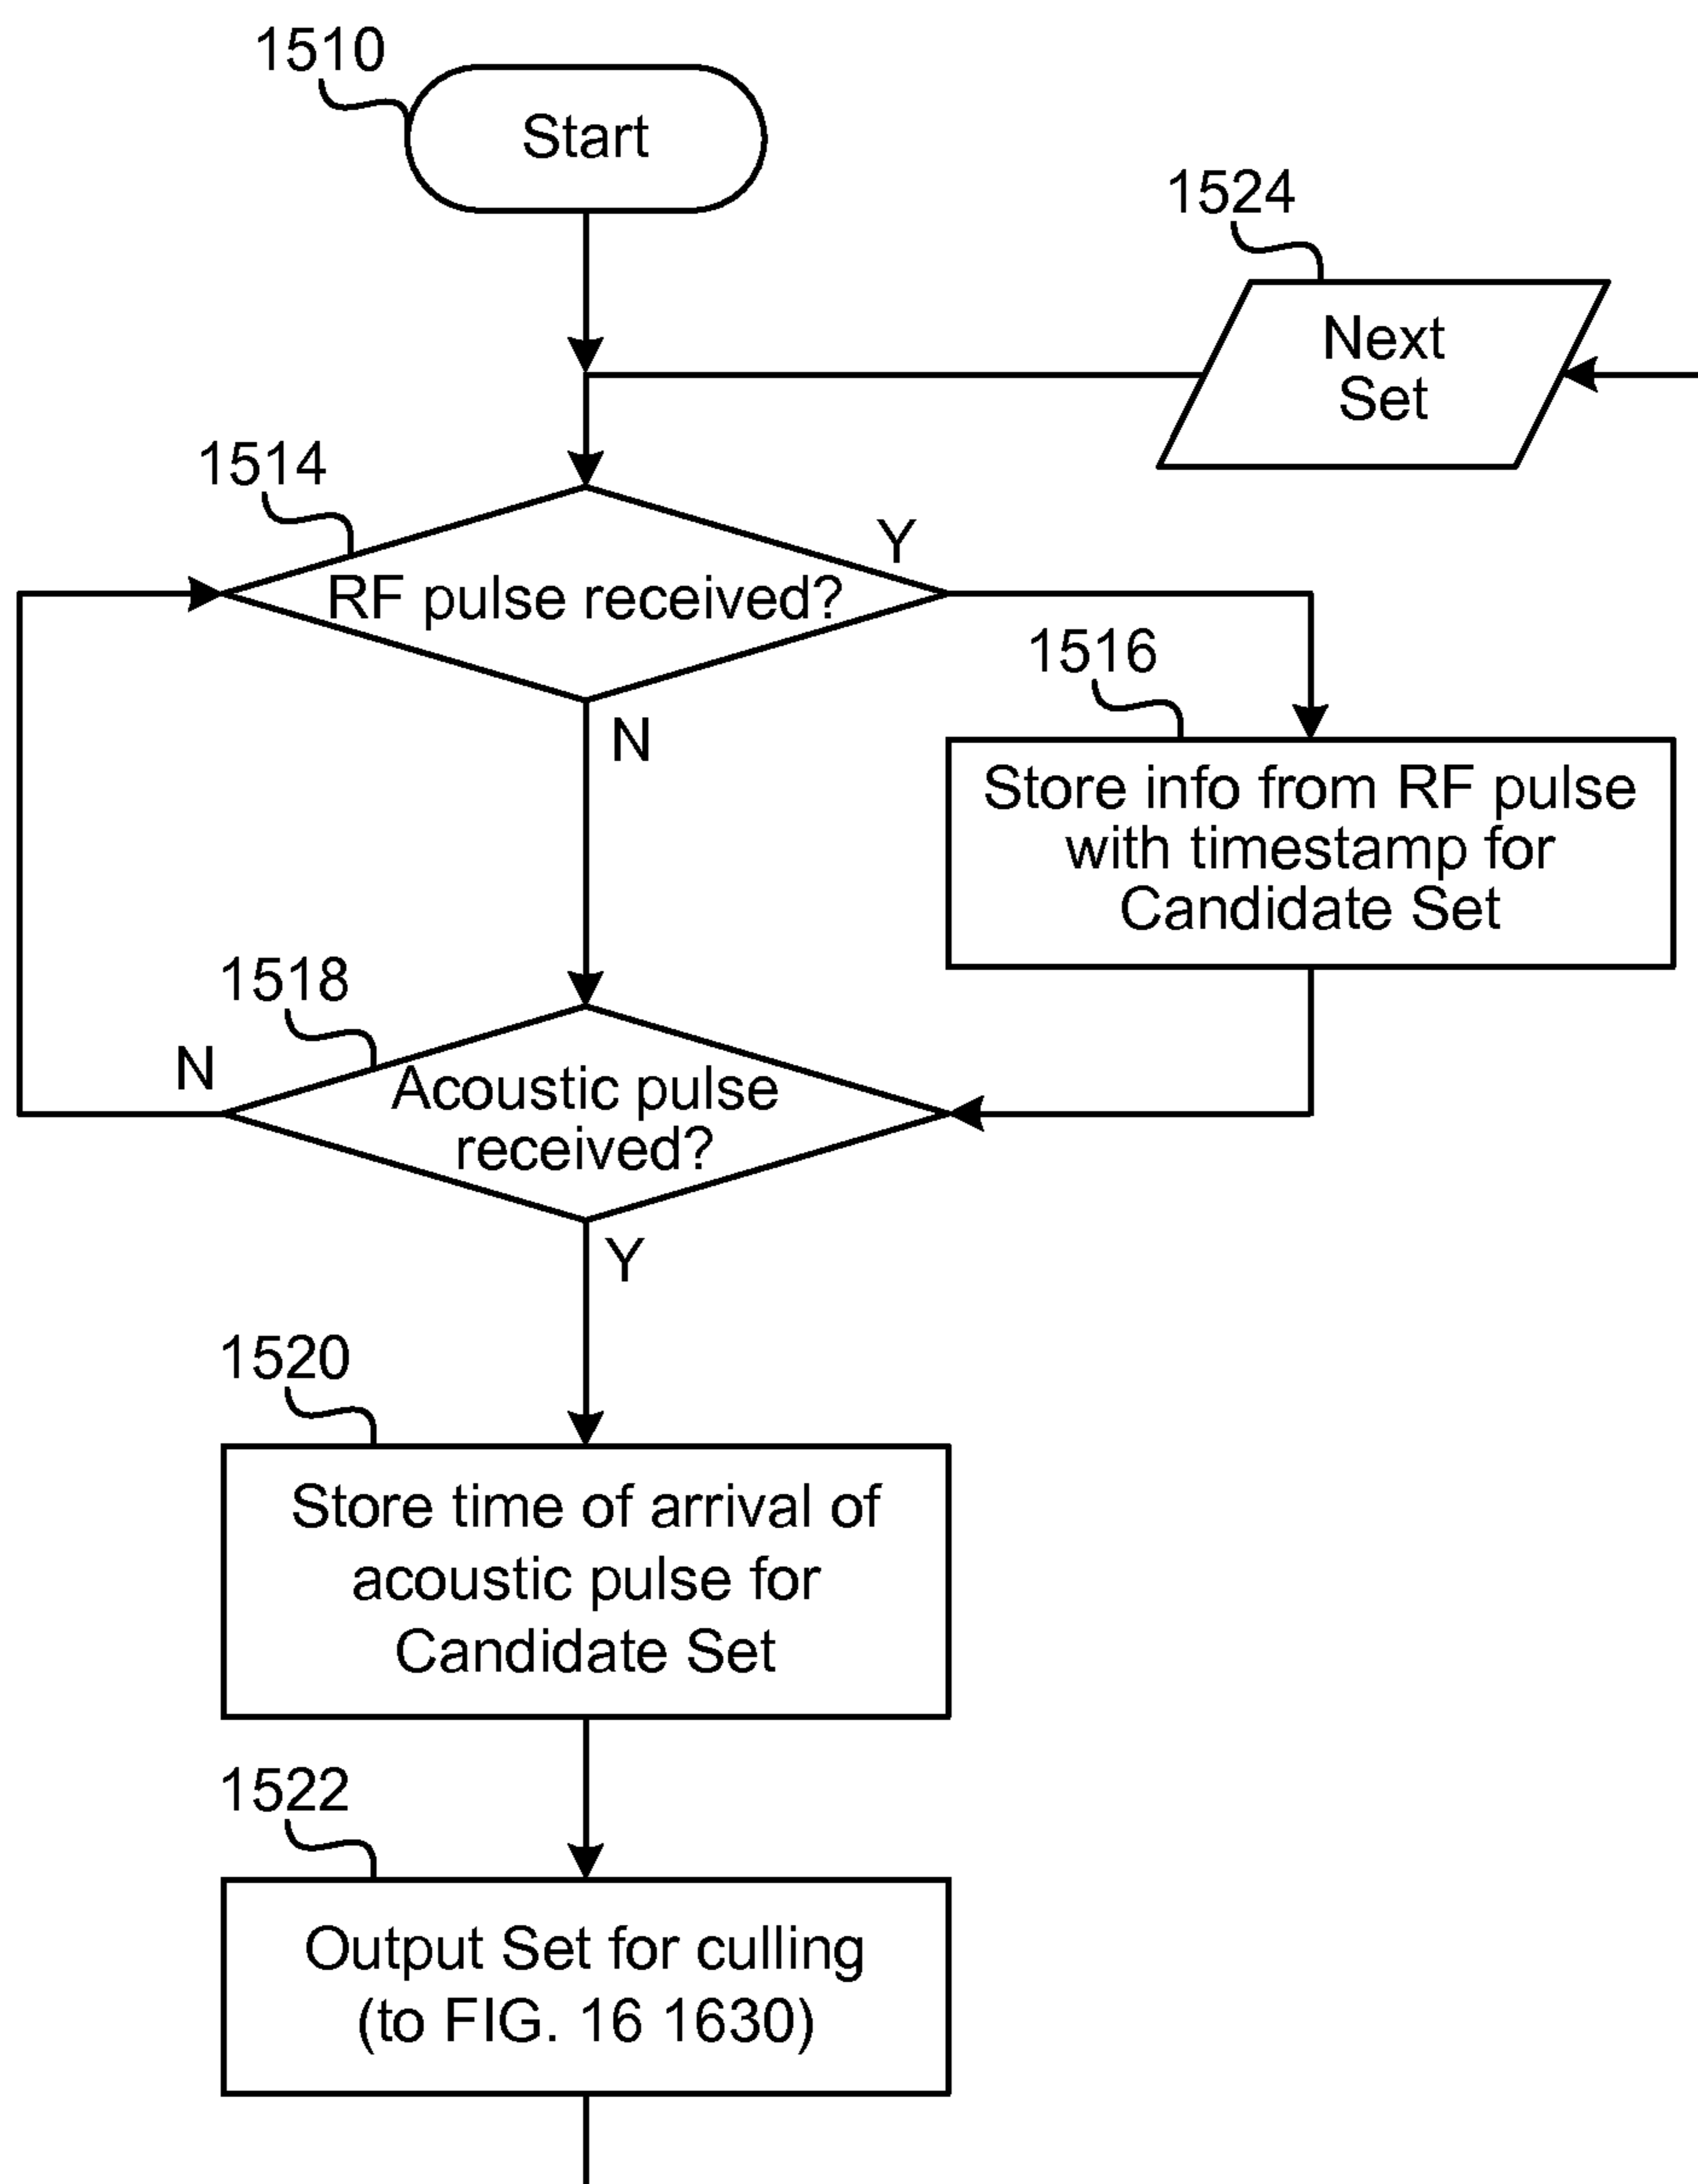 1510
Start
1524
Next
Set
1514
RF pulse received?
Y
N
1516
Store info from RF pulse
with timestamp for
Candidate Set
1518
N
Acoustic pulse
received?
Y
1520
Store time of arrival of
acoustic pulse for
Candidate Set
1522
Output Set for culling
(to FIG. 16 1630)